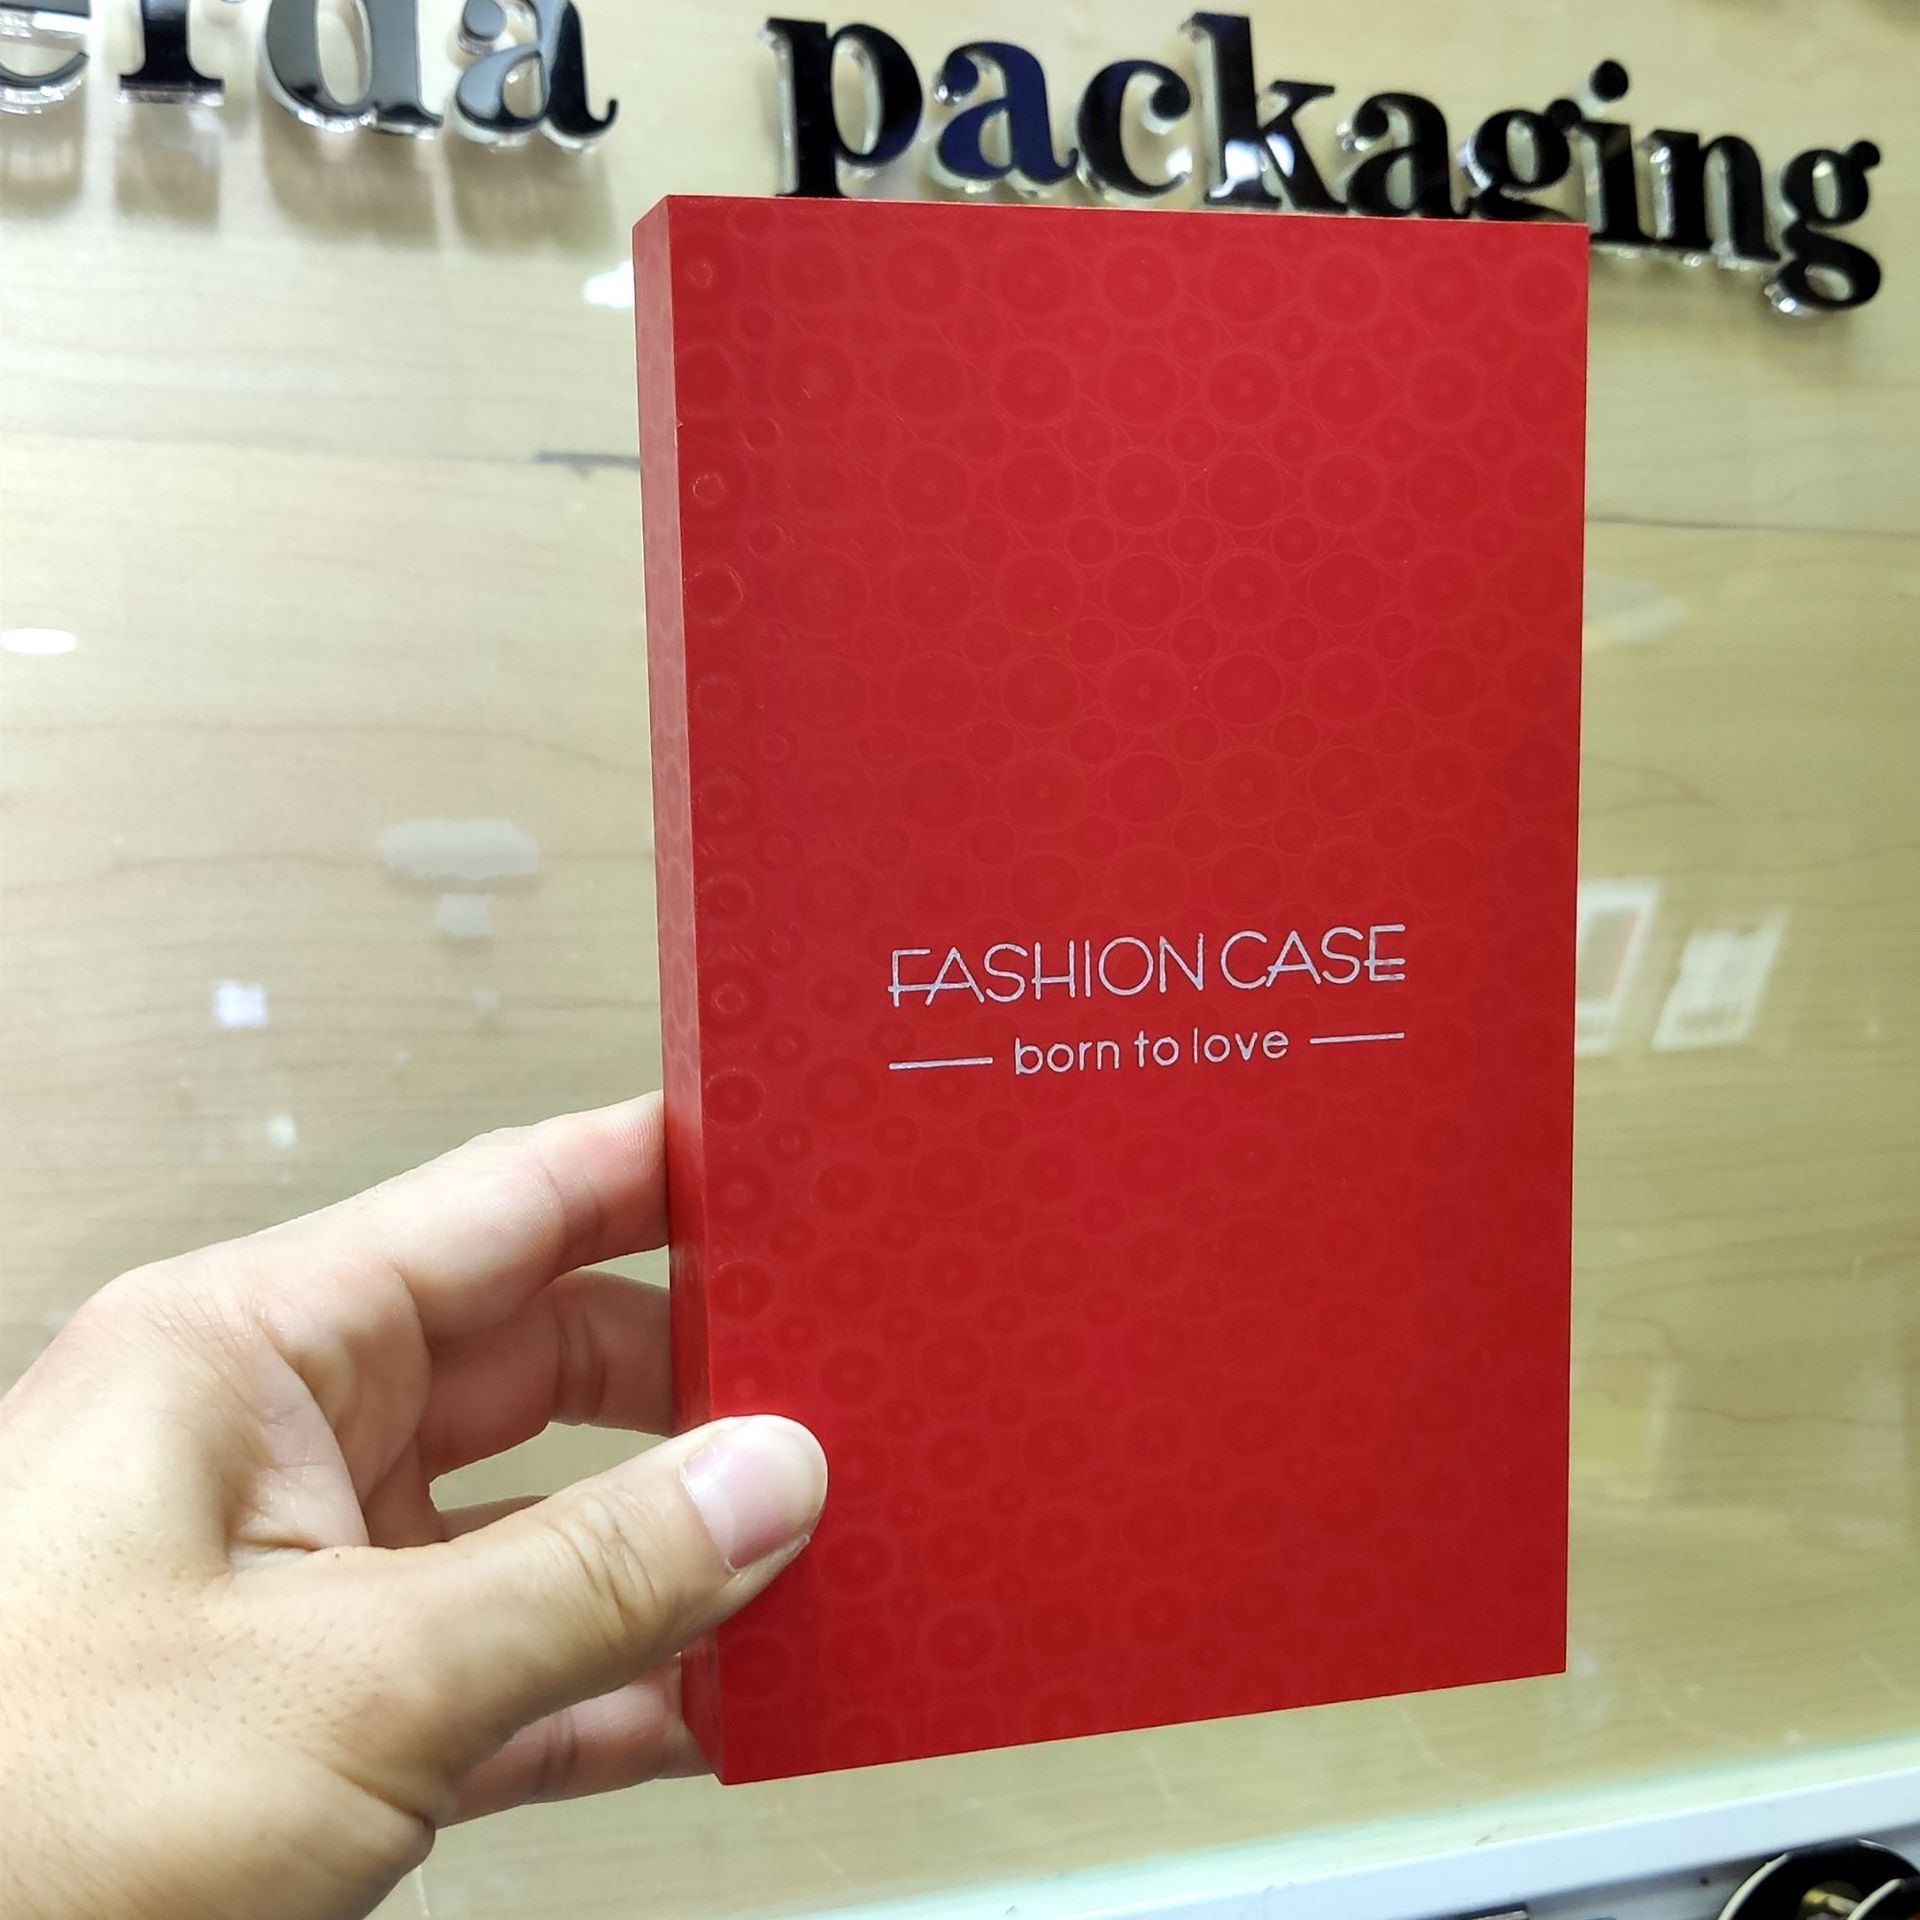 packaging
FASHION CASE
born to love